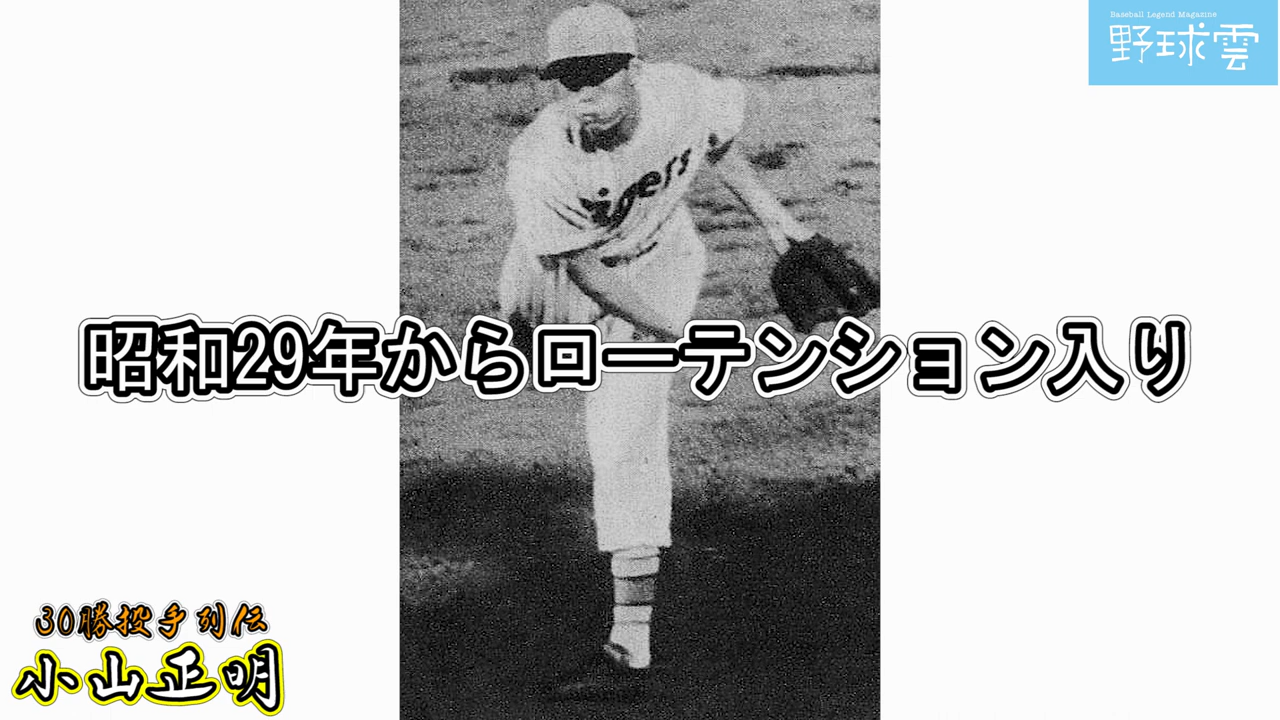 Baseball Legend Magazine
野球雲
Tigers
昭和29年からローテンション入り
30勝投手列伝
小山正明